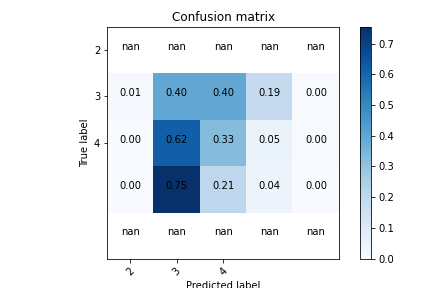 Confusion matrix
2 nan nan nan nan nan
3 0.01 0.40 0.40 0.19 0.00
4 0.00 0.62 0.33 0.05 0.00
0.00 0.75 0.21 0.04 0.00
nan nan nan nan nan
2 3 4
True label
Predicted label
0.7
0.6
0.5
0.4
0.3
0.2
0.1
0.0